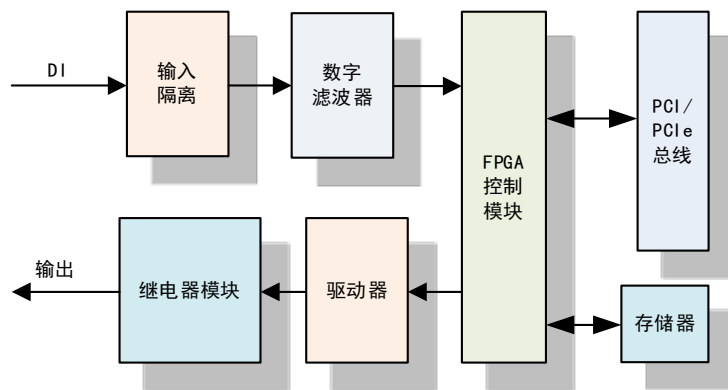 DI
输入
隔离
数字
滤波器
FPGA
控制
模块
PCI/
PCIe
总线
输出
继电器模块
驱动器
存储器